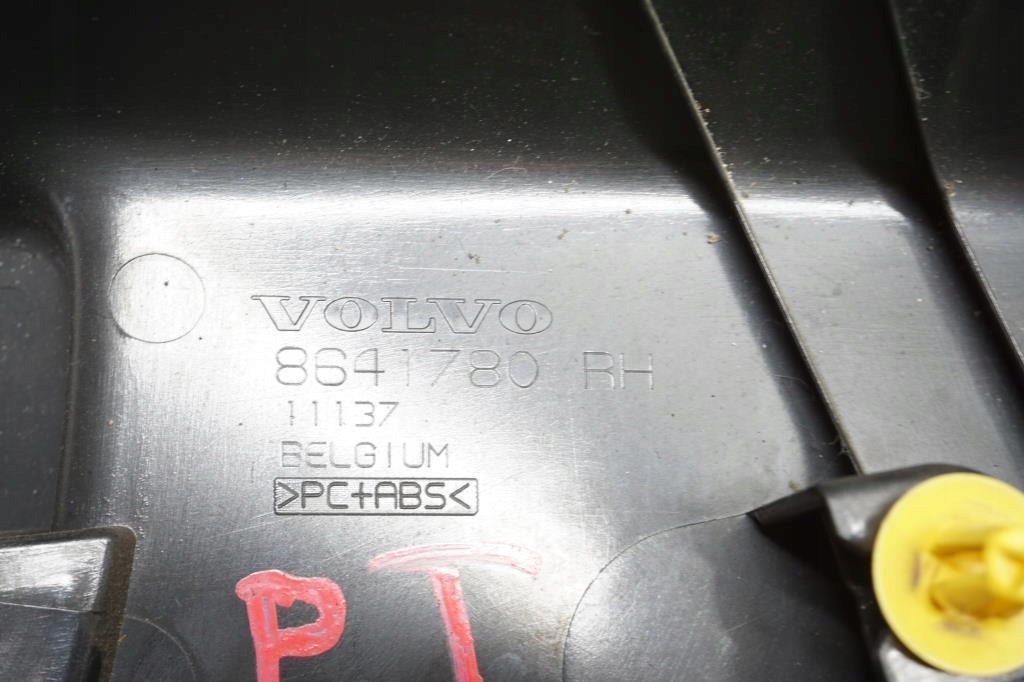 VOLVO
8641780 RH
11137
BELGIUM
>PC+ABS<
PT